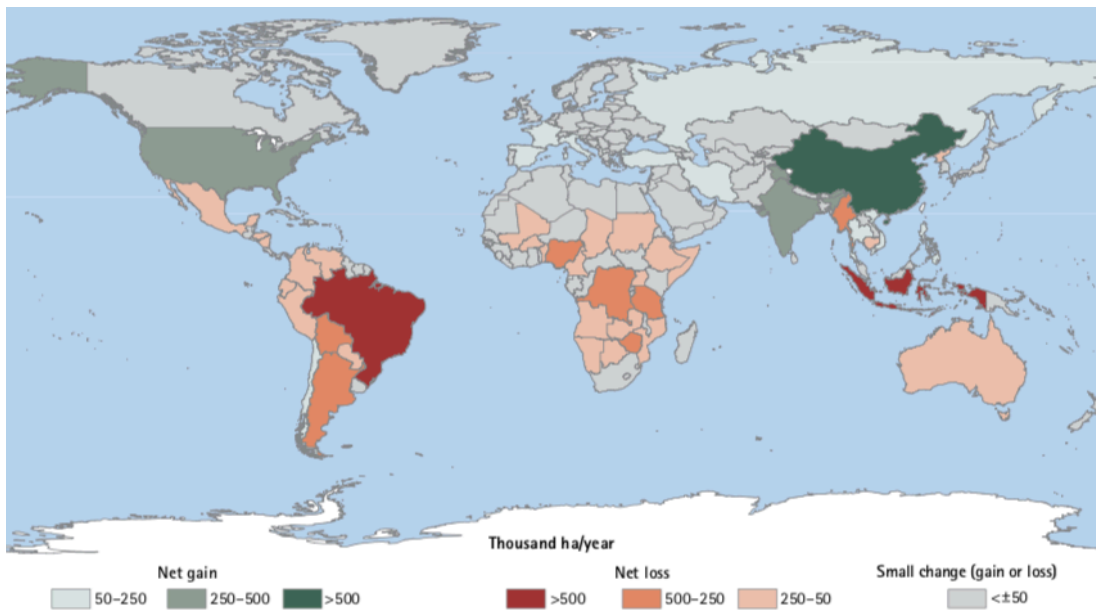 Thousand ha/year
Net gain
Net loss
Small change (gain or loss)
50–250
250–500
>500
>500
500–250
250–50
<±50